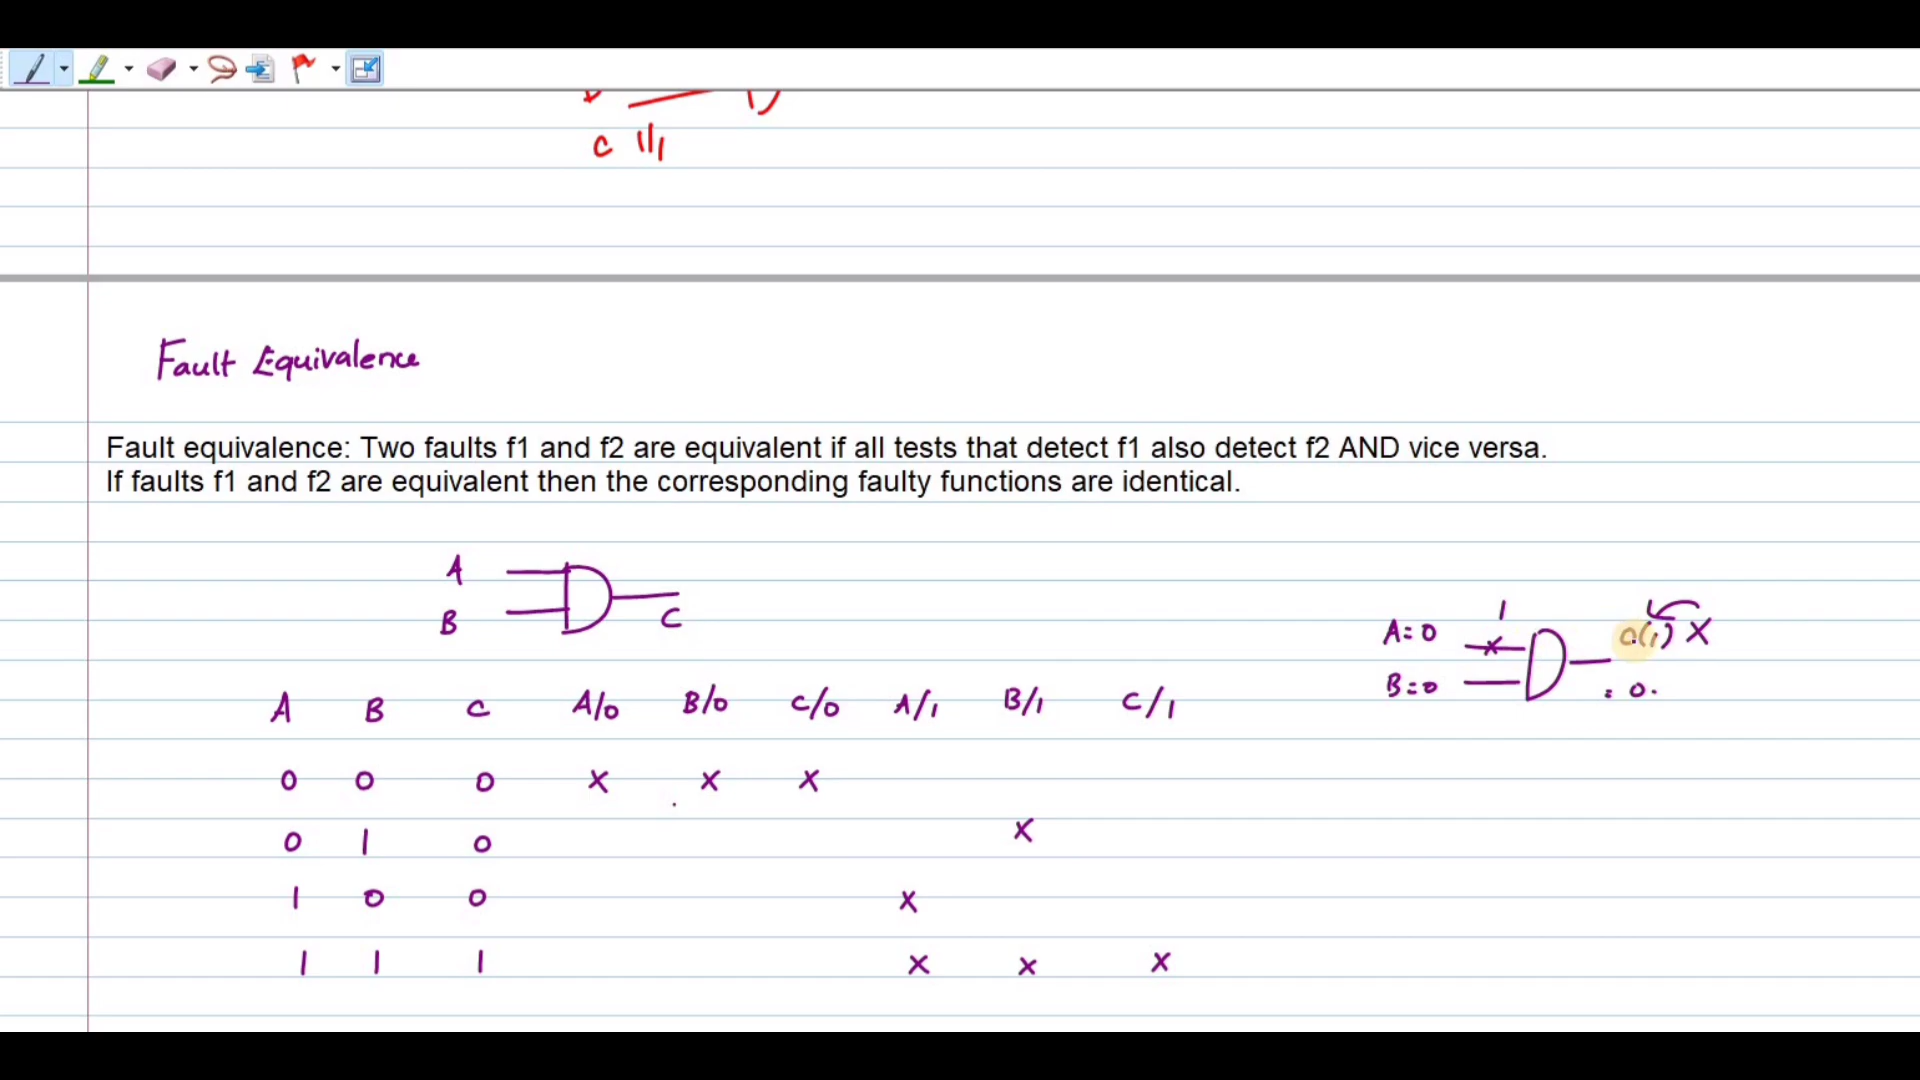 C 1/1
Fault Equivalence
Fault equivalence: Two faults f1 and f2 are equivalent if all tests that detect f1 also detect f2 AND vice versa.
If faults f1 and f2 are equivalent then the corresponding faulty functions are identical.
A
B C
A=0 1 0(1) X
B=0 = 0.
A B C A/0 B/0 C/0 A/1 B/1 C/1
0 0 0 X X X
0 1 0 X
1 0 0 X
1 1 1 X X X